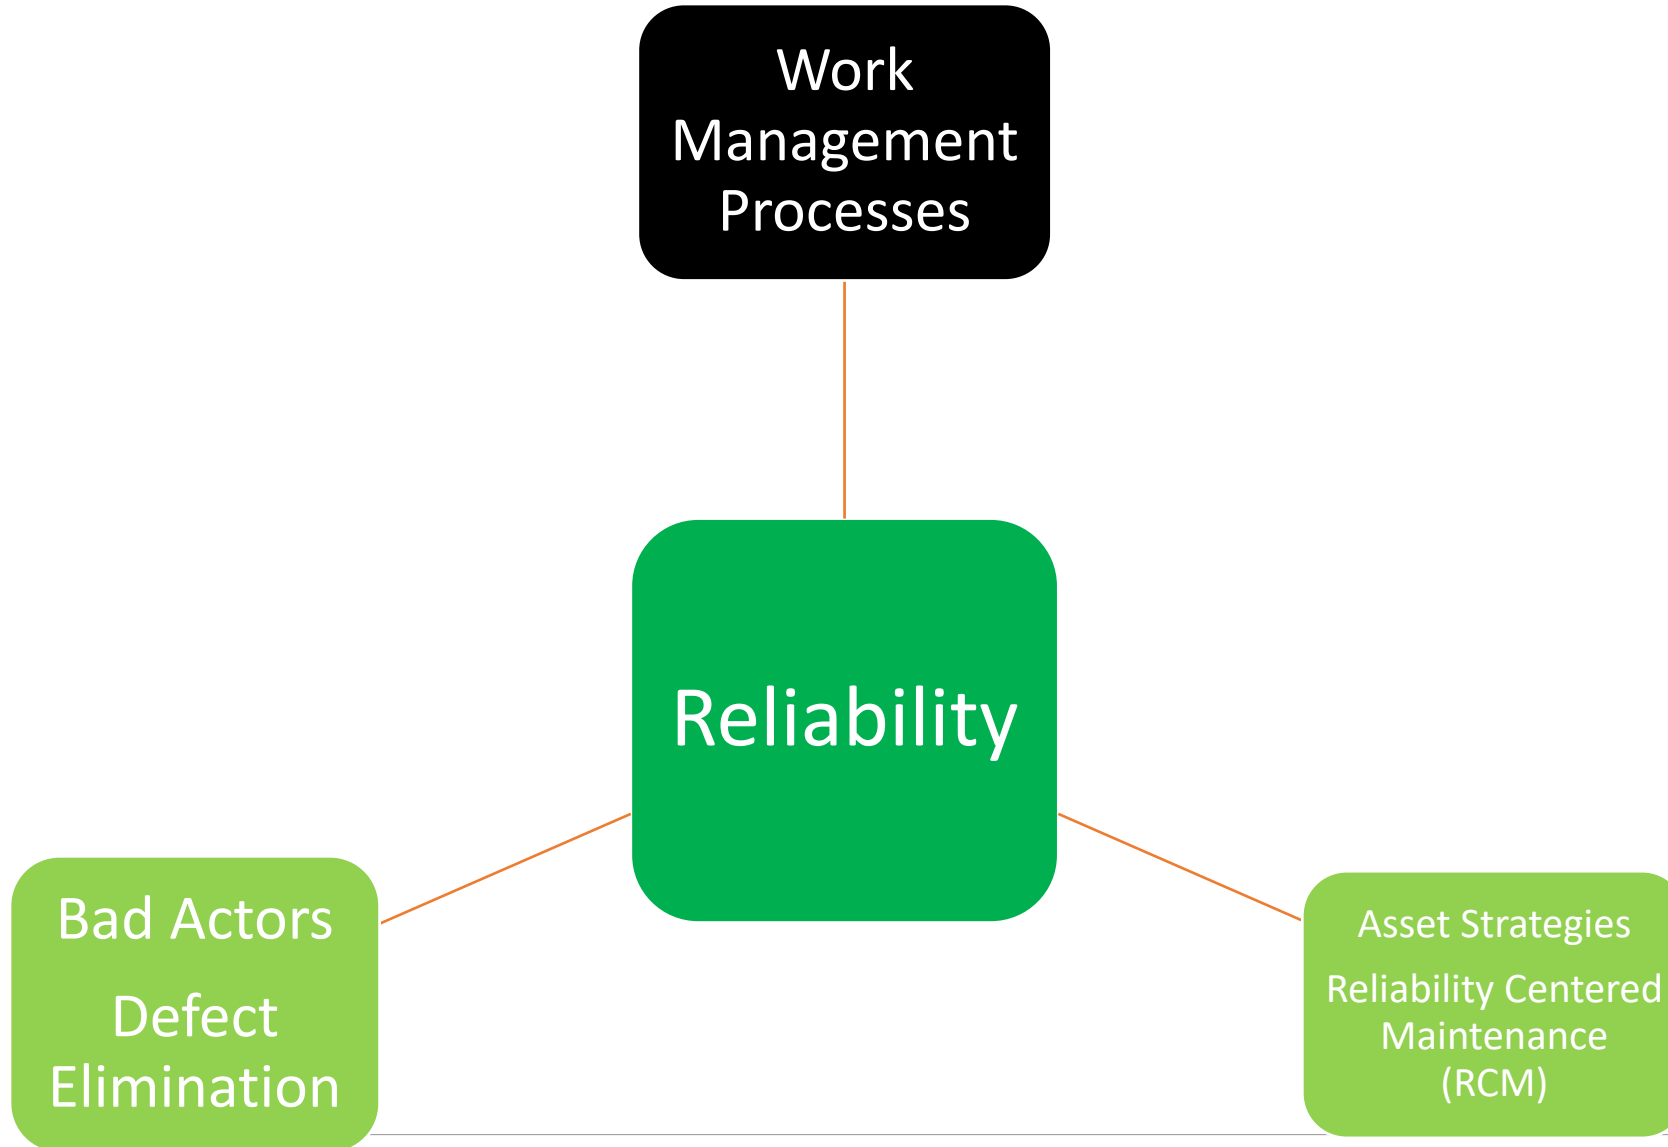 Work
Management
Processes
Reliability
Bad Actors
Defect
Elimination
Asset Strategies
Reliability Centered
Maintenance
(RCM)